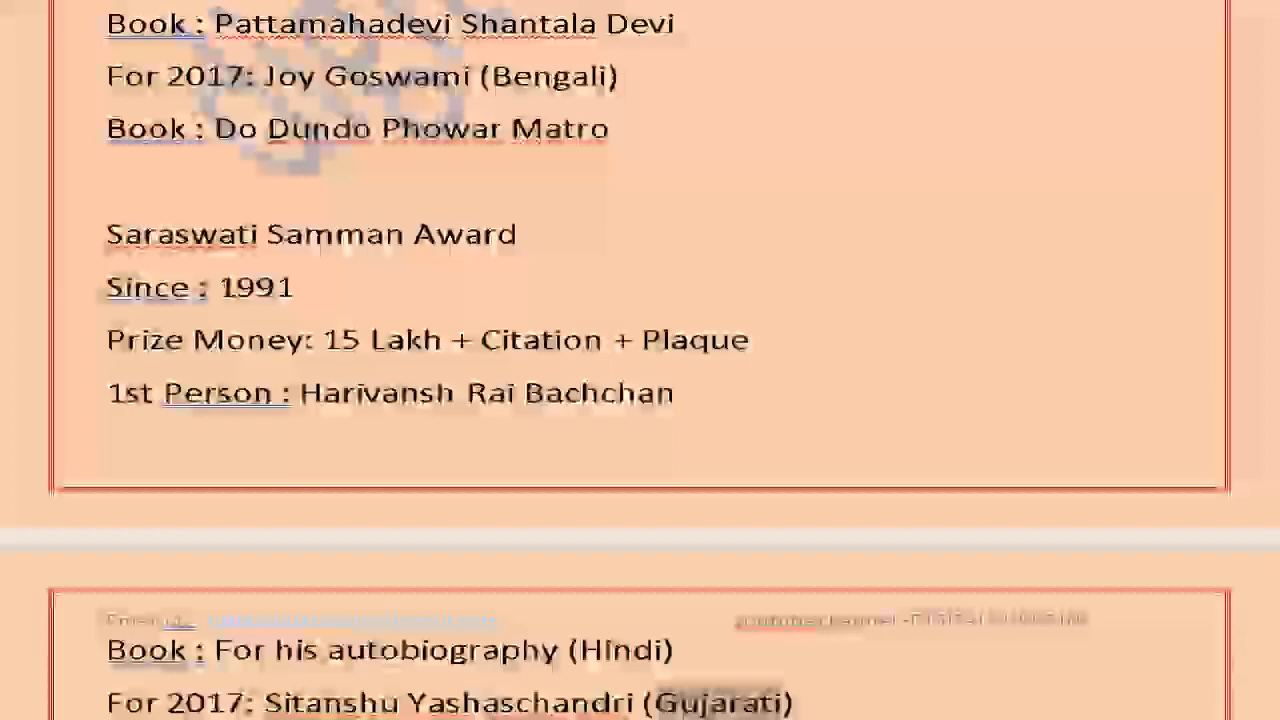 Book : Pattamahadevi Shantala Devi
For 2017: Joy Goswami (Bengali)
Book : Do Dundo Phowar Matro
Saraswati Samman Award
Since : 1991
Prize Money: 15 Lakh + Citation + Plaque
1st Person : Harivansh Rai Bachchan
Book : For his autobiography (Hindi)
For 2017: Sitanshu Yashaschandri (Gujarati)